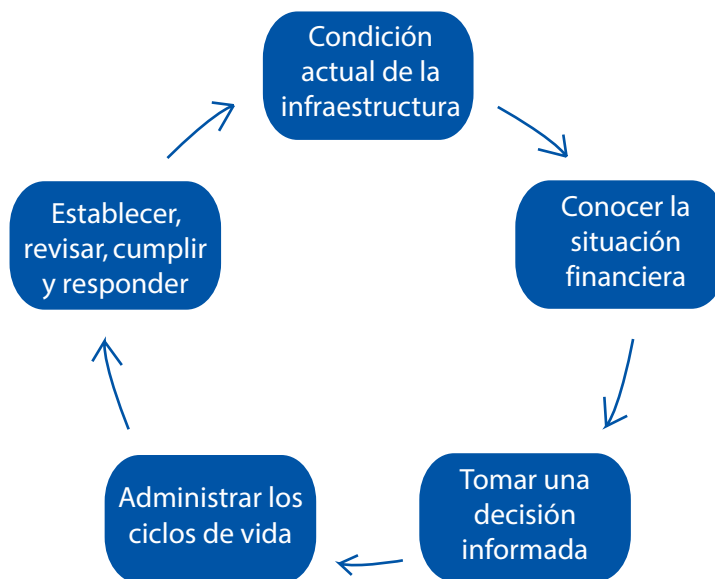 Condición
actual de la
infraestructura
Conocer la
situación
financiera
Tomar una
decisión
informada
Administrar los
ciclos de vida
Establecer,
revisar, cumplir
y responder